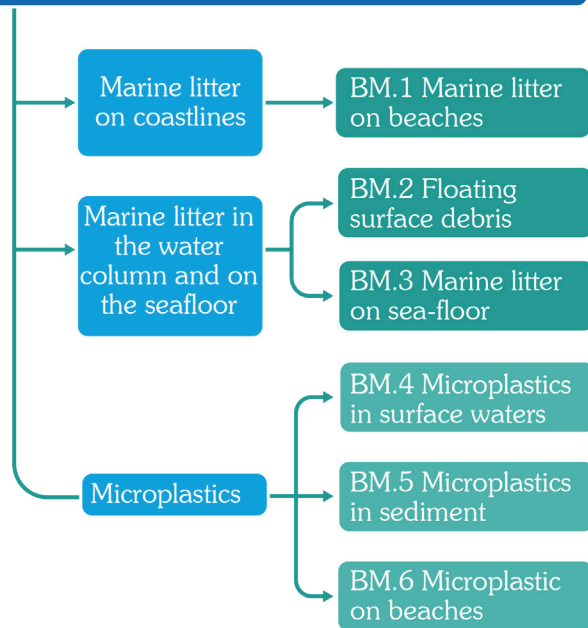 Marine litter
on coastlines
BM.1 Marine litter
on beaches
Marine litter in
the water
column and on
the seafloor
BM.2 Floating
surface debris
BM.3 Marine litter
on sea-floor
Microplastics
BM.4 Microplastics
in surface waters
BM.5 Microplastics
in sediment
BM.6 Microplastic
on beaches